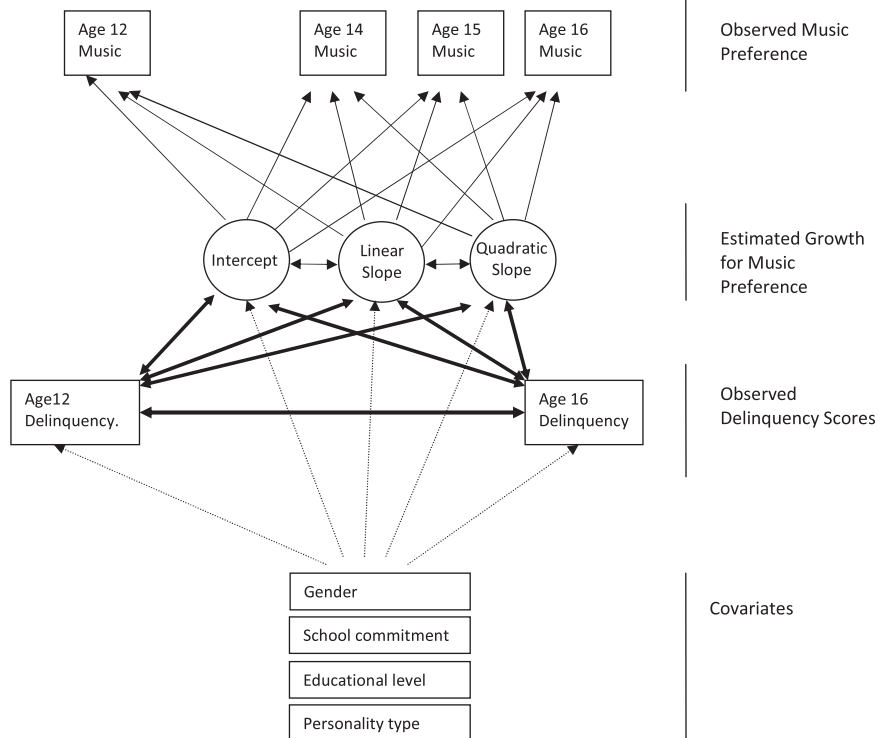 Age 12
Music
Age 14
Music
Age 15
Music
Age 16
Music
Observed Music
Preference
Intercept
Linear
Slope
Quadratic
Slope
Estimated Growth
for Music
Preference
Age12
Delinquency.
Age 16
Delinquency
Observed
Delinquency Scores
Gender
School commitment
Educational level
Personality type
Covariates